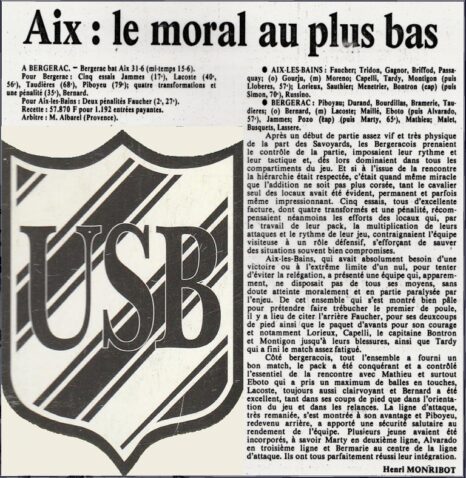 Aix : le moral au plus bas
A BERGERAC. – Bergerac bat Aix 31-6 (mi-temps 15-6).
Pour Bergerac : Cinq essais Jammes (17e), Lacoste (40e,
56e), Taudières (68e), Piboyeu (79e); quatre transformations et
une pénalité (35e), Bernard.
Pour Aix-les-Bains : Deux pénalités Faucher (2e, 27e).
Recette : 57.870 F pour 1.192 entrées payantes.
Arbitre : M. Albarel (Provence).
USB
● AIX-LES-BAINS : Faucher; Tridon, Gagnor, Briffod, Passa-
quay; (o) Gourju, (m) Moreno; Capelli, Tardy, Montigon (puis
Lloberes, 57e); Lorieux, Sauthier; Menetrier, Bontron (cap) (puis
Simon, 70e), Russino.
● BERGERAC : Piboyau; Durand, Bourdillas, Bramerie, Tau-
dières; (o) Bernard, (m) Lacoste; Mailli, Eboto (puis Alvarado,
57e), Jammes; Pozo (tap) (puis Marty, 65e), Mathieu; Malet,
Busquets, Lassere.
Après un début de partie assez vif et très physique
de la part des Savoyards, les Bergeracois prenaient
le contrôle de la partie, imposaient leur rythme et
leur tactique et, dès lors dominaient dans tous les
compartiments du jeu. Et si à l'issue de la rencontre
la hiérarchie était respectée, c'était quand même miracle
que l'addition ne soit pas plus corsée, tant le cavalier
seul des locaux avait été évident, permanent et parfois
même impressionnant. Cinq essais, tous d'excellente
facture, dont quatre transformés et une pénalité, récom-
pensaient néanmoins les efforts des locaux qui, par
le travail de leur pack, la multiplication de leurs
attaques et le rythme de leur jeu, contraignaient l'équipe
visiteuse à un rôle défensif, s'efforçant de sauver
des situations souvent bien compromises.
Aix-les-Bains, qui avait absolument besoin d'une
victoire ou à l'extrême limite d'un nul, pour tenter
d'éviter la relégation, a présenté une équipe qui, apparem-
ment, ne disposait pas de tous ses moyens, sans
doute atteinte moralement et en partie paralysée par
l'enjeu. De cet ensemble qui s'est montré bien pâle
pour prétendre faire trébucher le premier de poule,
il y a lieu de citer l'arrière Faucher, pour ses deux coups
de pied ainsi que le paquet d'avants pour son courage
et notamment Lorieux, Capelli, le capitaine Bontron
et Montigon jusqu'à leurs blessures, ainsi que Tardy
qui a fini le match assez fatigué.
Côté bergeracois, tout l'ensemble a fourni un
bon match, le pack a été conquérant et a contrôlé
l'essentiel de la rencontre avec Mathieu et surtout
Eboto qui a pris un maximum de balles en touches,
Lacoste, toujours aussi clairvoyant et Bernard a été
excellent, tant dans ses coups de pied que dans l'orienta-
tion du jeu et dans les relances. La ligne d'attaque,
très remaniée, s'est montrée à son avantage et Piboyeu,
redevenu arrière, a apporté une sécurité salutaire au
rendement de l'équipe. Plusieurs jeunes avaient été
incorporés, à savoir Marty en deuxième ligne, Alvarado
en troisième ligne et Bermarie au centre de la ligne
d'attaque. Ils ont tous parfaitement réussi leur intégration.
Henri MONRIBOT